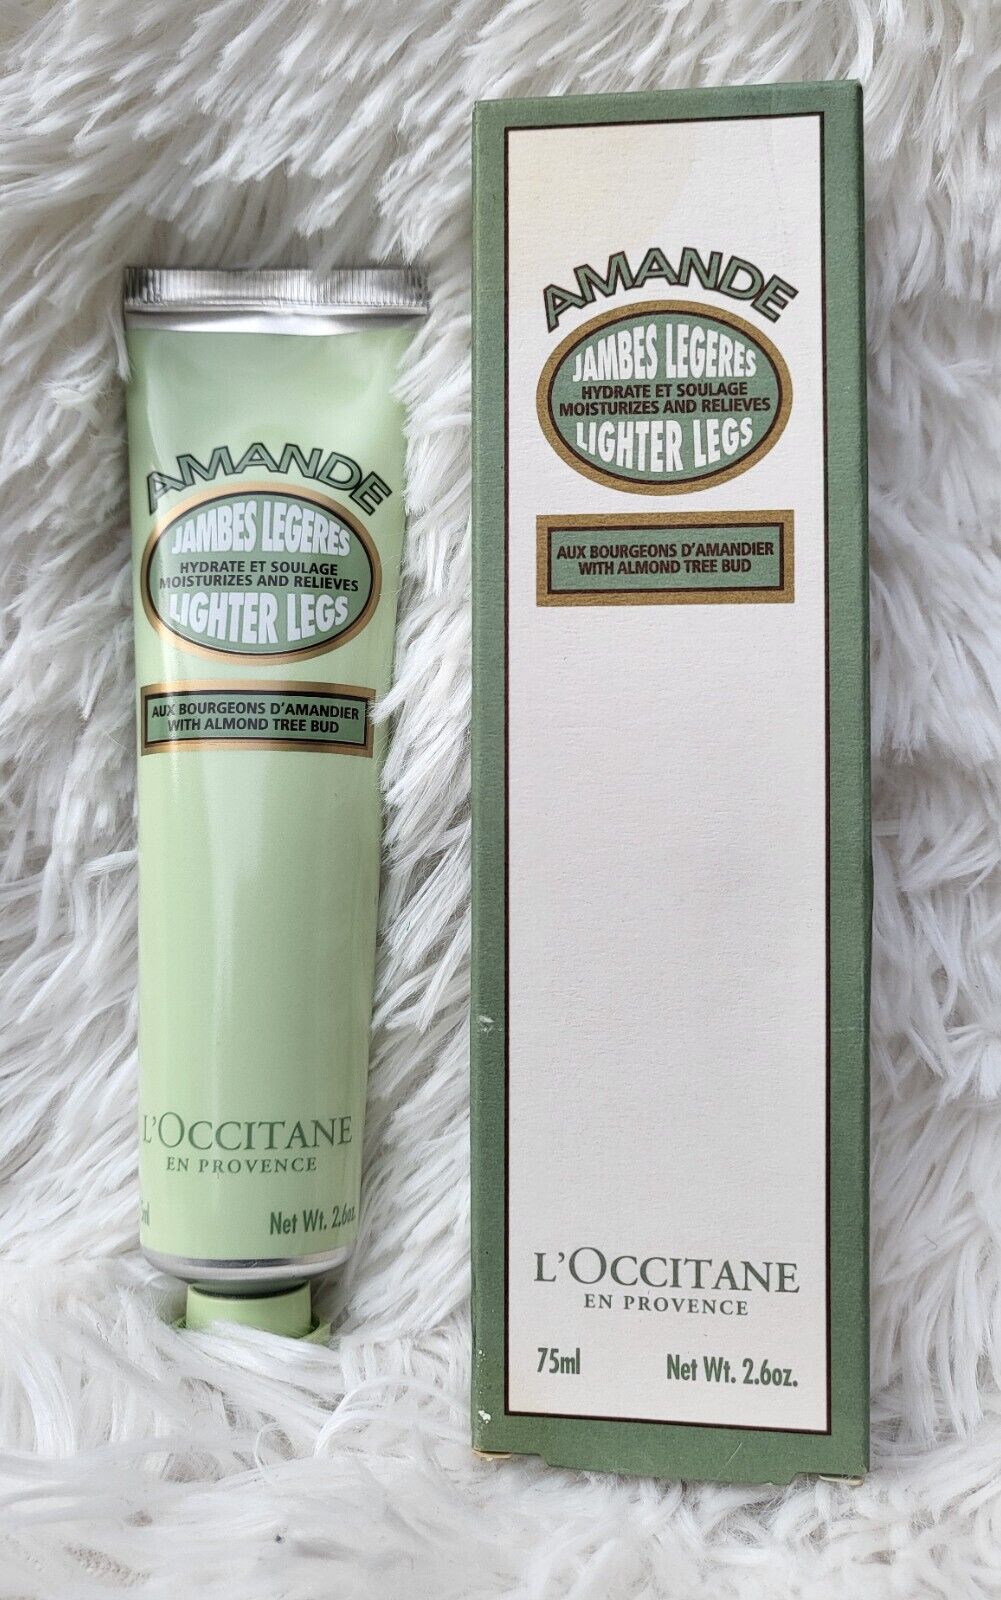 AMANDE
JAMBES LEGERES
HYDRATE ET SOULAGE
MOISTURIZES AND RELIEVES
LIGHTER LEGS
AUX BOURGEONS D'AMANDIER
WITH ALMOND TREE BUD
L'OCCITANE
EN PROVENCE
Net Wt. 2.6oz.
AMANDE
JAMBES LEGERES
HYDRATE ET SOULAGE
MOISTURIZES AND RELIEVES
LIGHTER LEGS
AUX BOURGEONS D'AMANDIER
WITH ALMOND TREE BUD
L'OCCITANE
EN PROVENCE
75ml Net Wt. 2.6oz.